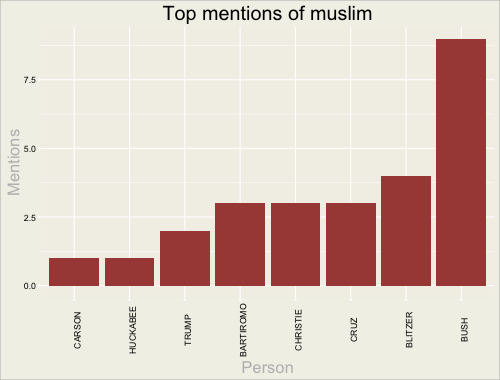 Top mentions of muslim
Mentions
7.5
5.0
2.5
0.0
CARSON
HUCKABEE
TRUMP
BARTIROMO
CHRISTIE
CRUZ
BLITZER
BUSH
Person